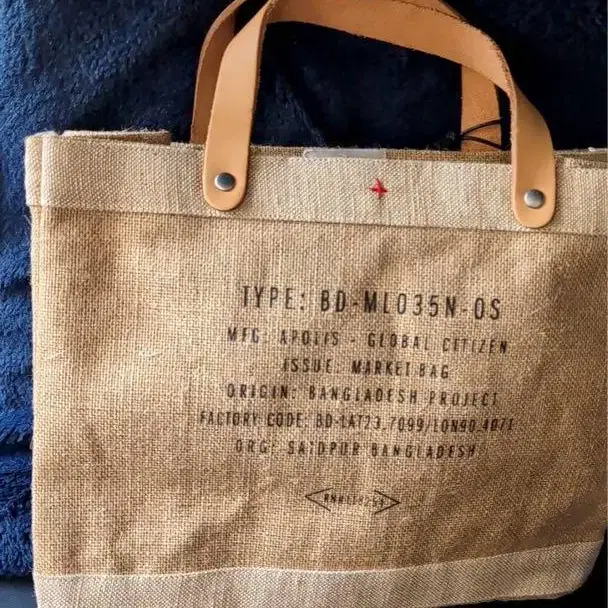 TYPE: BD-ML035N-OS
MFG: APOLIS - GLOBAL CITIZEN
ISSUE: MARKET BAG
ORIGIN: BANGLADESH PROJECT
FACTORY CODE: BD-LAT23.7099/LON90.4071
ORG: SAIDPUR BANGLADESH